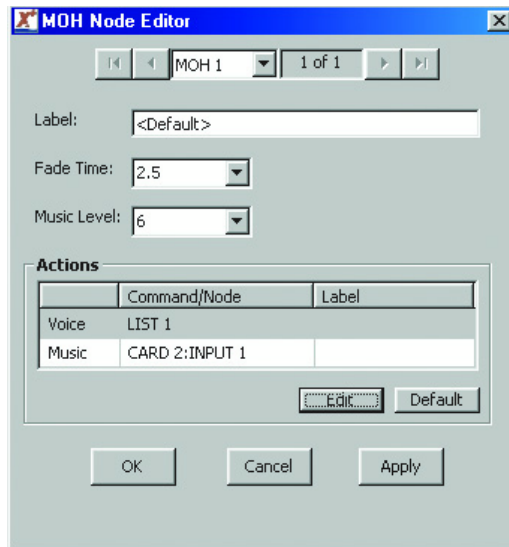 MOH Node Editor
MOH 1 1 of 1
Label: <Default>
Fade Time: 2.5
Music Level: 6
Actions
Command/Node Label
Voice LIST 1
Music CARD 2:INPUT 1
Edit Default
OK Cancel Apply